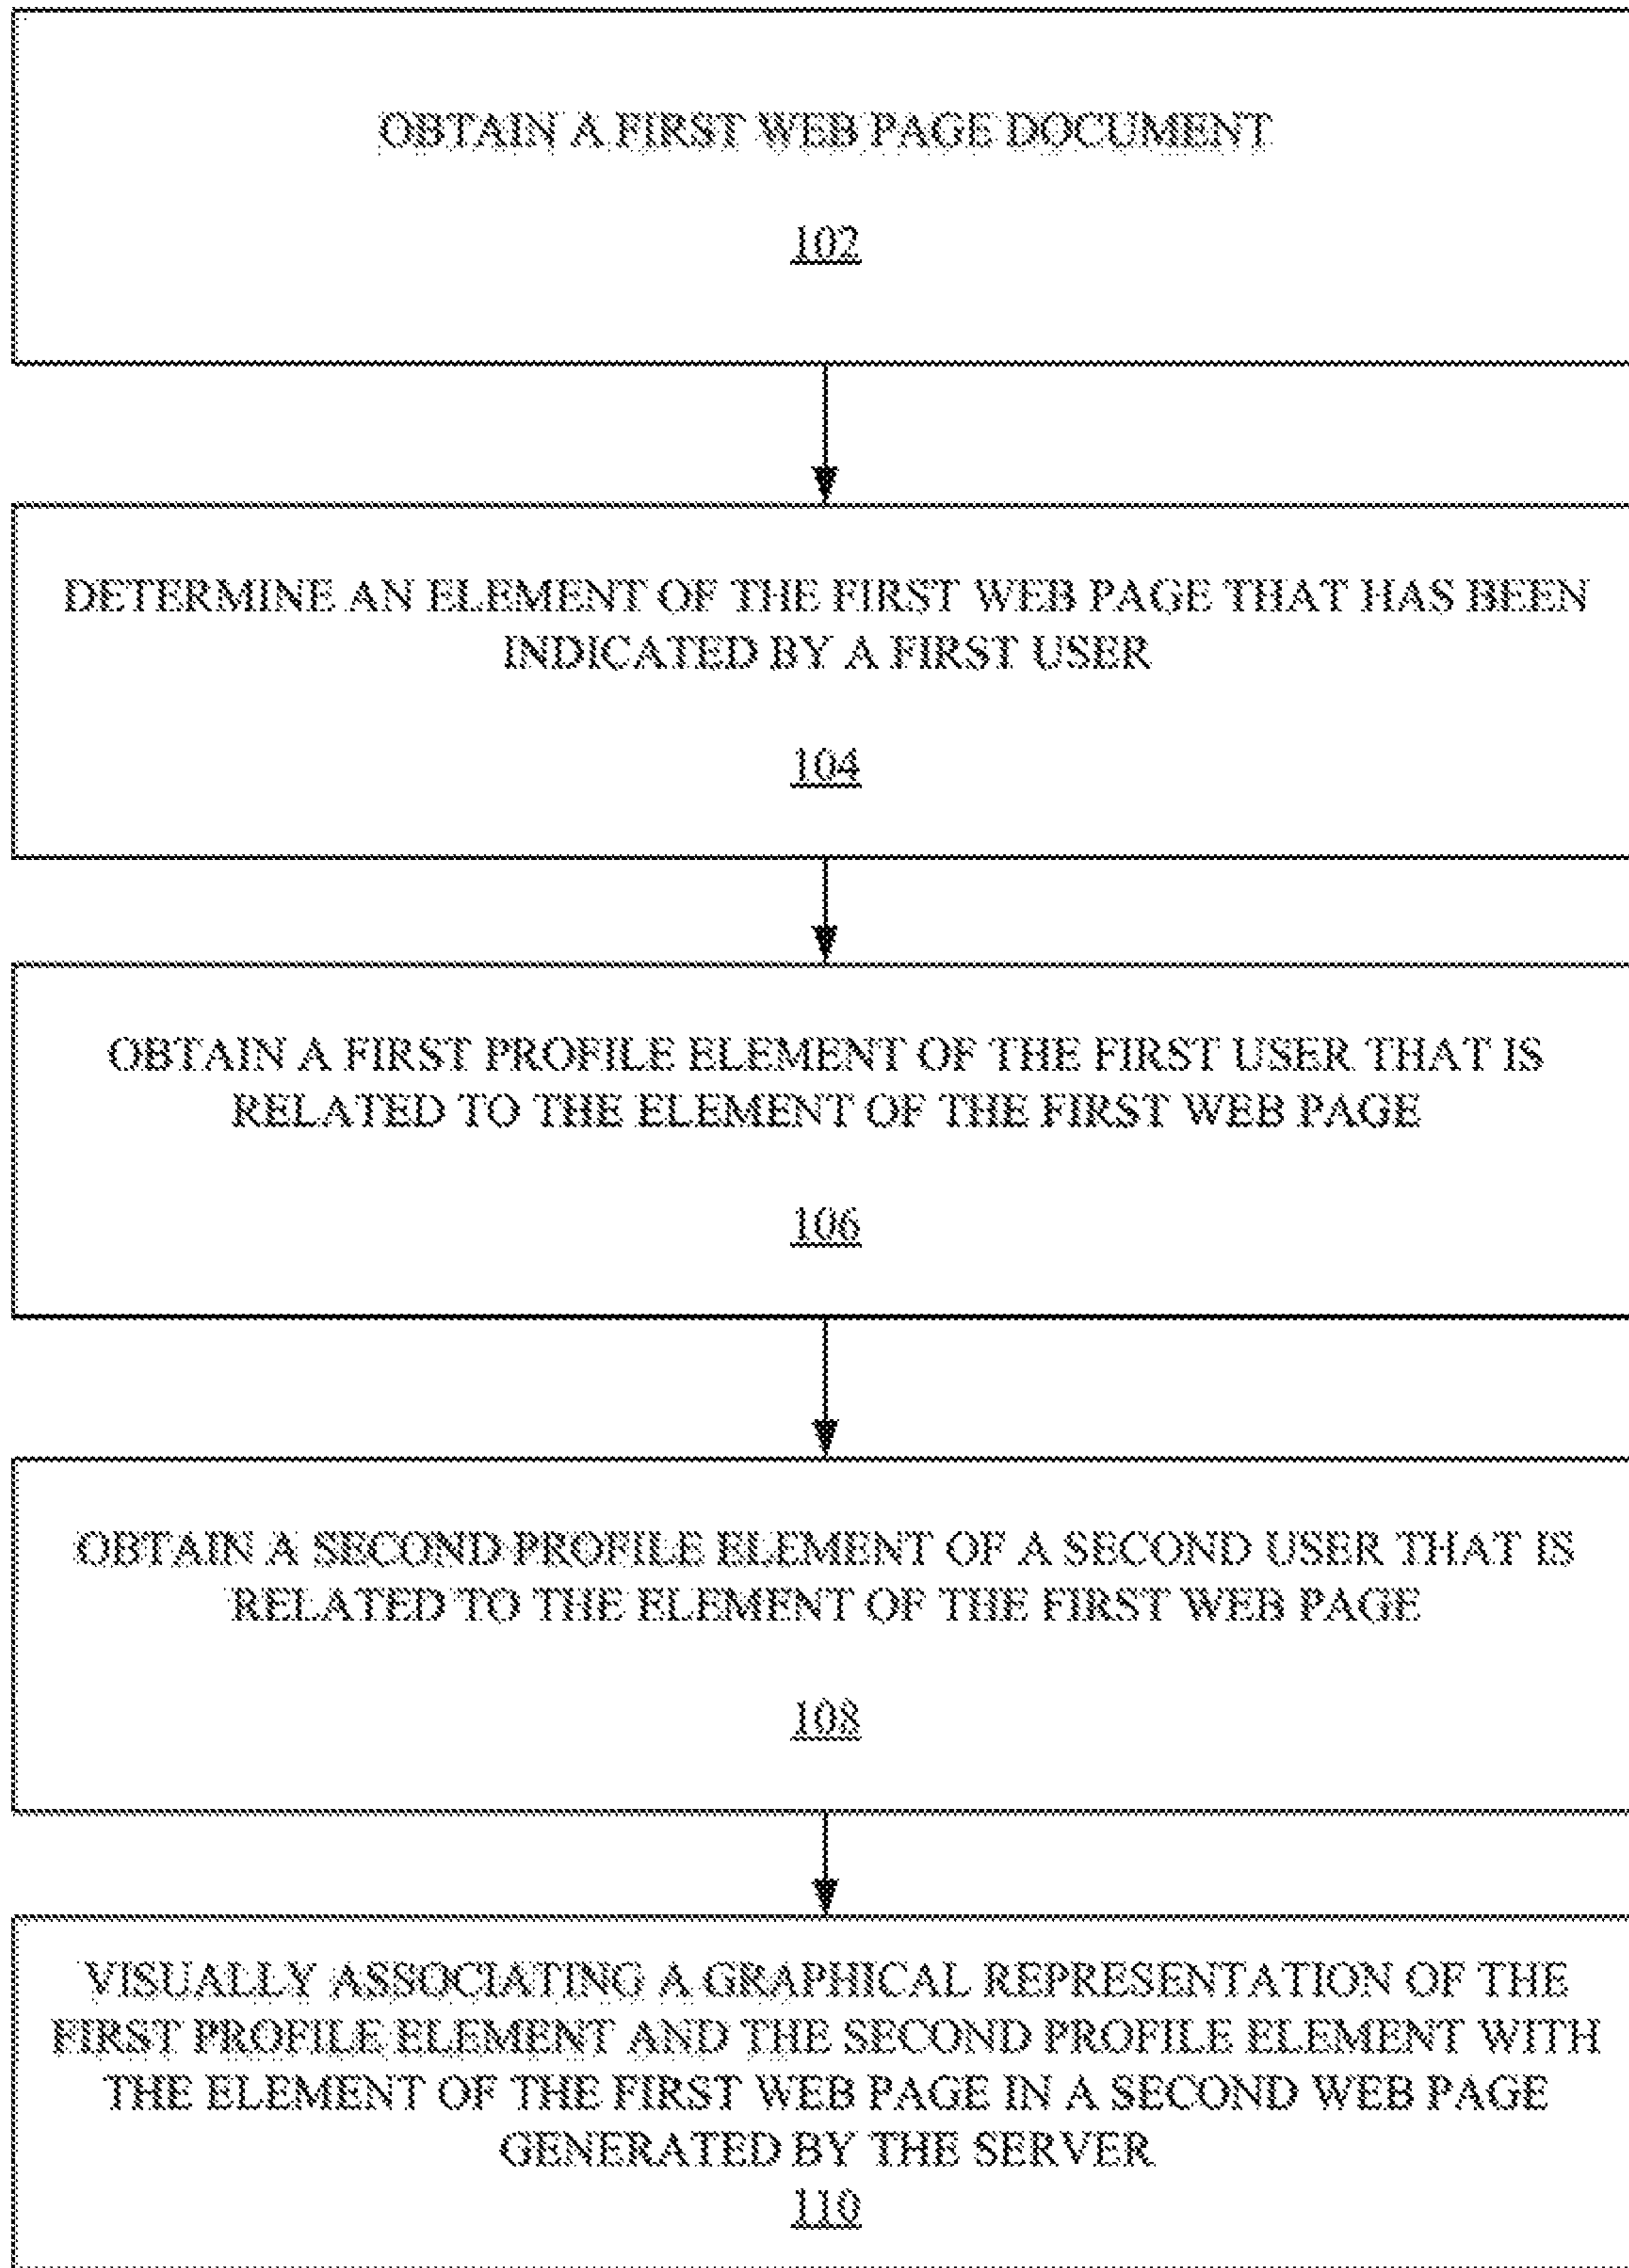 OBTAIN A FIRST WEB PAGE DOCUMENT
102
DETERMINE AN ELEMENT OF THE FIRST WEB PAGE THAT HAS BEEN
INDICATED BY A FIRST USER
104
OBTAIN A FIRST PROFILE ELEMENT OF THE FIRST USER THAT IS
RELATED TO THE ELEMENT OF THE FIRST WEB PAGE
106
OBTAIN A SECOND PROFILE ELEMENT OF A SECOND USER THAT IS
RELATED TO THE ELEMENT OF THE FIRST WEB PAGE
108
VISUALLY ASSOCIATING A GRAPHICAL REPRESENTATION OF THE
FIRST PROFILE ELEMENT AND THE SECOND PROFILE ELEMENT WITH
THE ELEMENT OF THE FIRST WEB PAGE IN A SECOND WEB PAGE
GENERATED BY THE SERVER
110